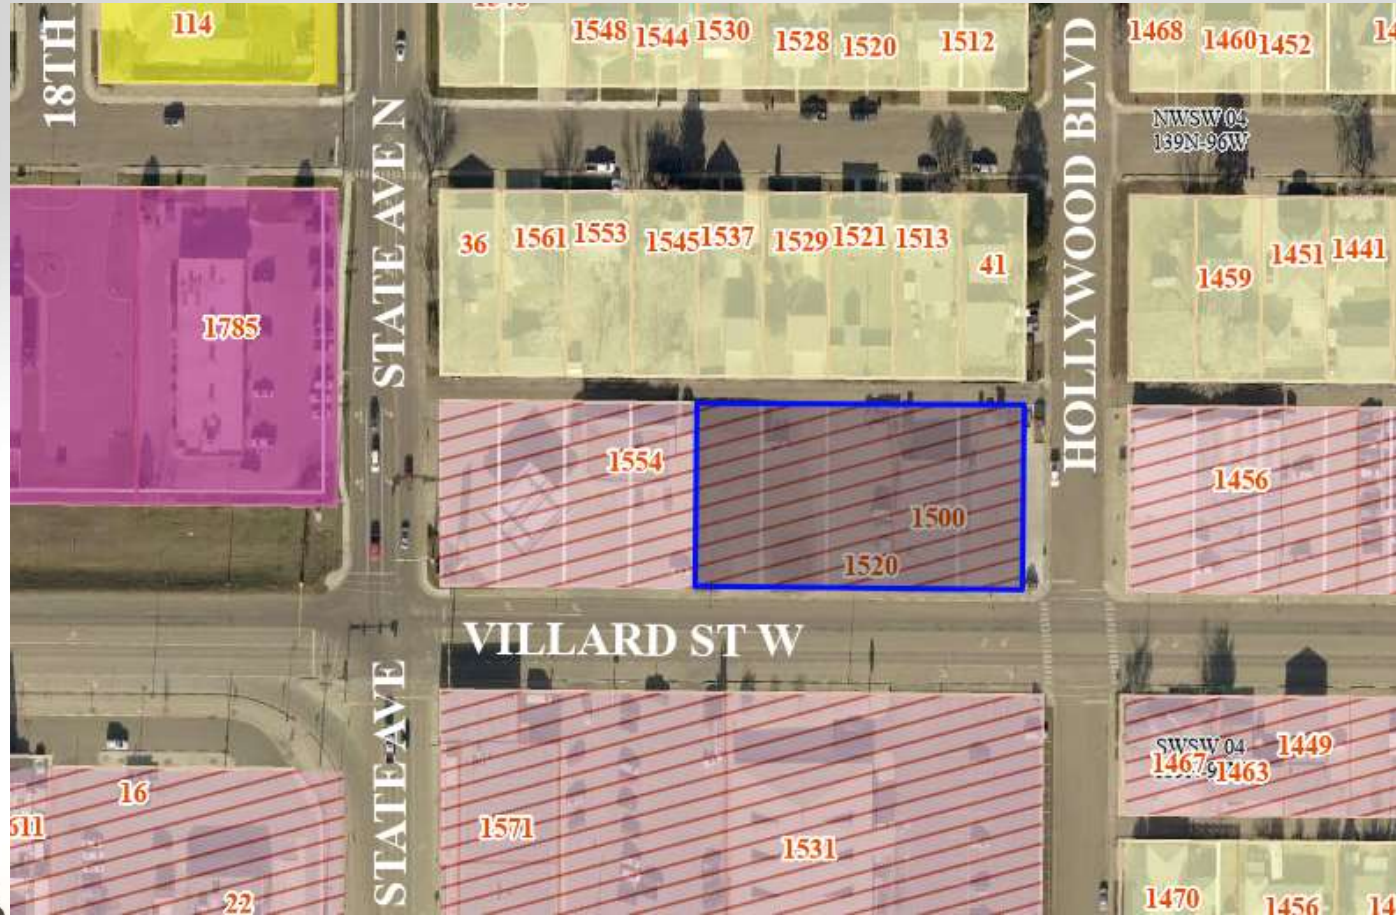 114
1548 1544 1530 1528 1520 1512
1468 1460 1452
18TH
STATE AVE N
HOLLYWOOD BLVD
NWSW 04
139N-96W
36 1561 1553 1545 1537 1529 1521 1513 41
1459 1451 1441
1785
1554
1500
1520
1456
VILLARD ST W
STATE AVE
SWSW 04
1467 1463 1449
16
611
22
1571
1531
1470 1456